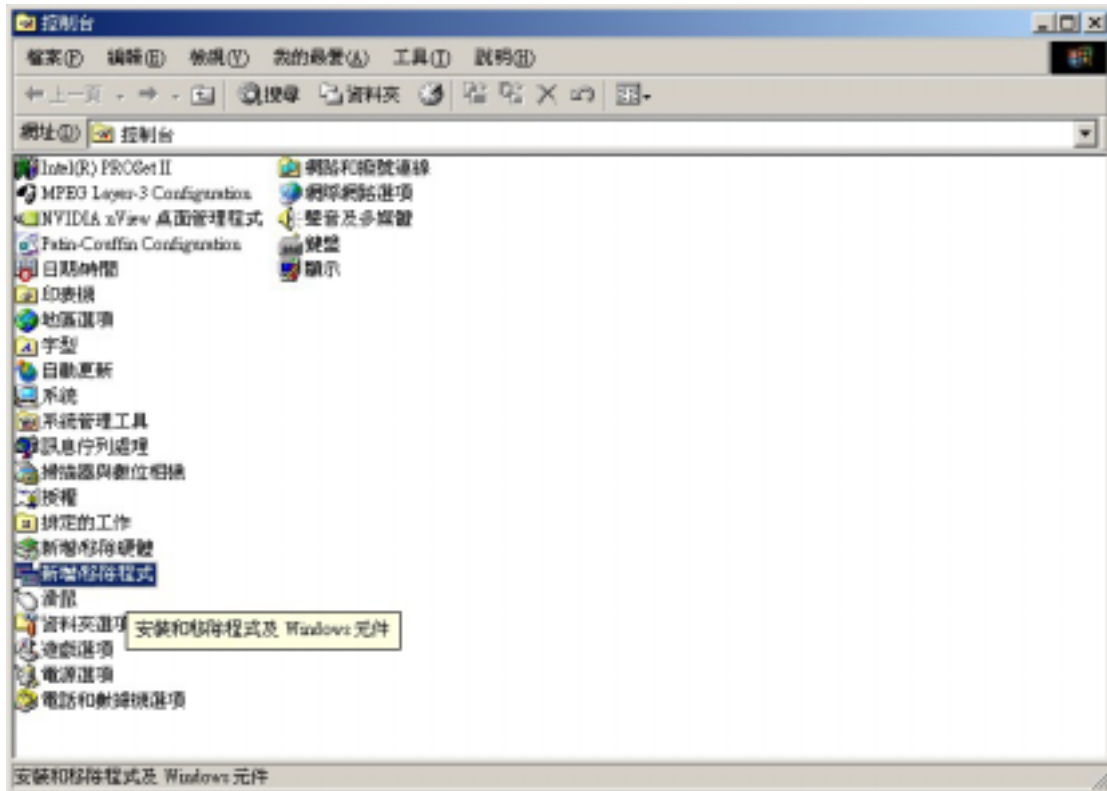 控制台
檔案(F) 編輯(E) 檢視(V) 我的最愛(A) 工具(T) 說明(H)
上一頁 搜尋 資料夾
網址(D) 控制台
Intel(R) PROSet II
MPEG Layer-3 Configuration
NVIDIA nView 桌面管理程式
Patin-Couffin Configuration
日期/時間
印表機
地區選項
字型
自動更新
系統
系統管理工具
訊息佇列處理
掃描器與數位相機
授權
排定的工作
新增/移除硬體
新增/移除程式
滑鼠
資料夾選項
遊戲選項
電源選項
電話和數據機選項
網路和撥號連線
網際網路選項
聲音及多媒體
鍵盤
顯示
安裝和移除程式及 Windows 元件
安裝和移除程式及 Windows 元件